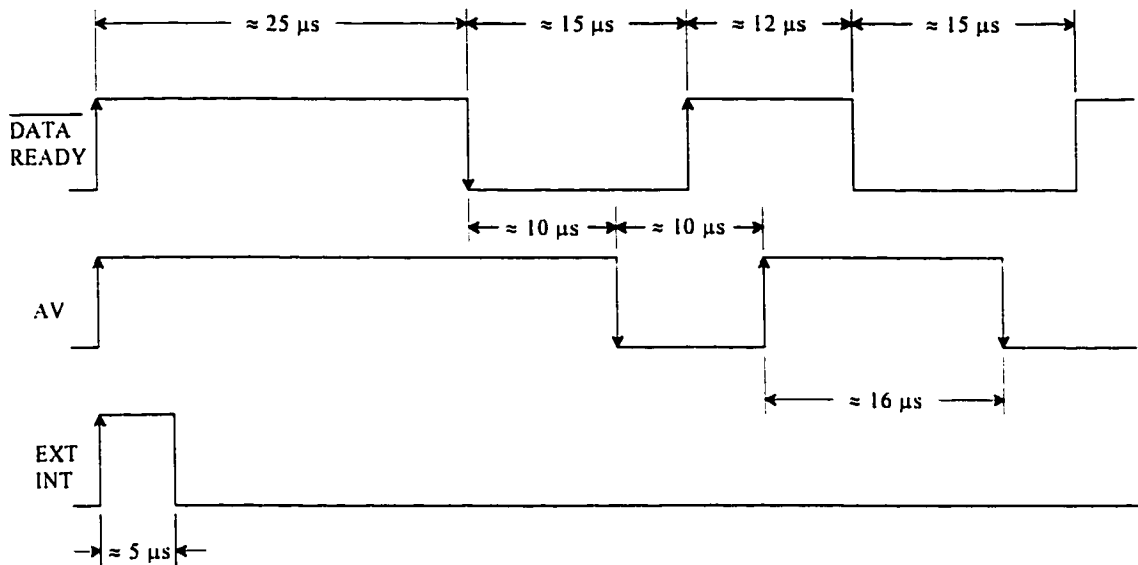 ≈ 25 μs
≈ 15 μs
≈ 12 μs
≈ 15 μs
DATA
READY
≈ 10 μs
≈ 10 μs
AV
≈ 16 μs
EXT
INT
≈ 5 μs